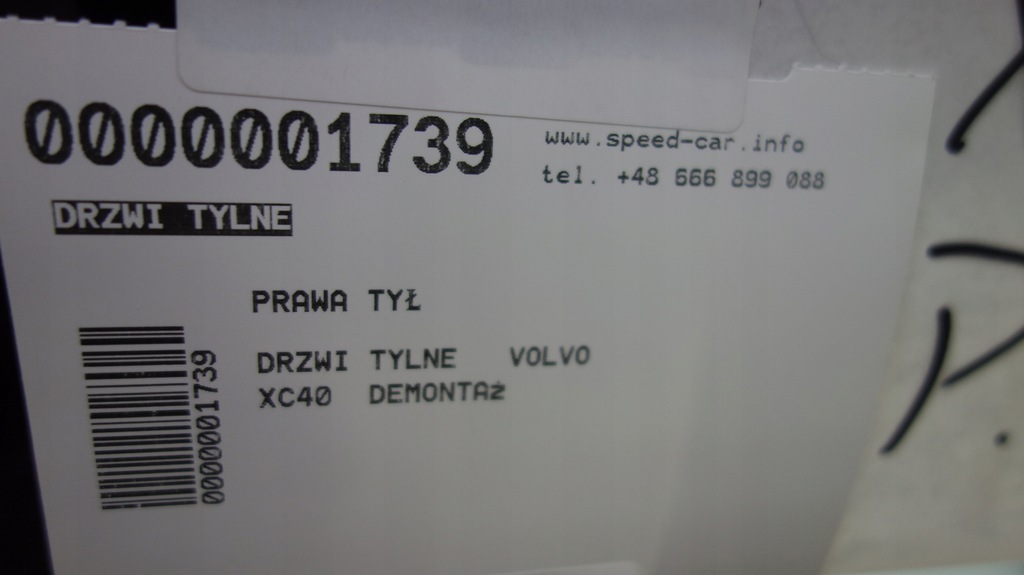 0000001739
www.speed-car.info
tel. +48 666 899 088
DRZWI TYLNE
PRAWA TYŁ
DRZWI TYLNE VOLVO
XC40 DEMONTAż
0000001739